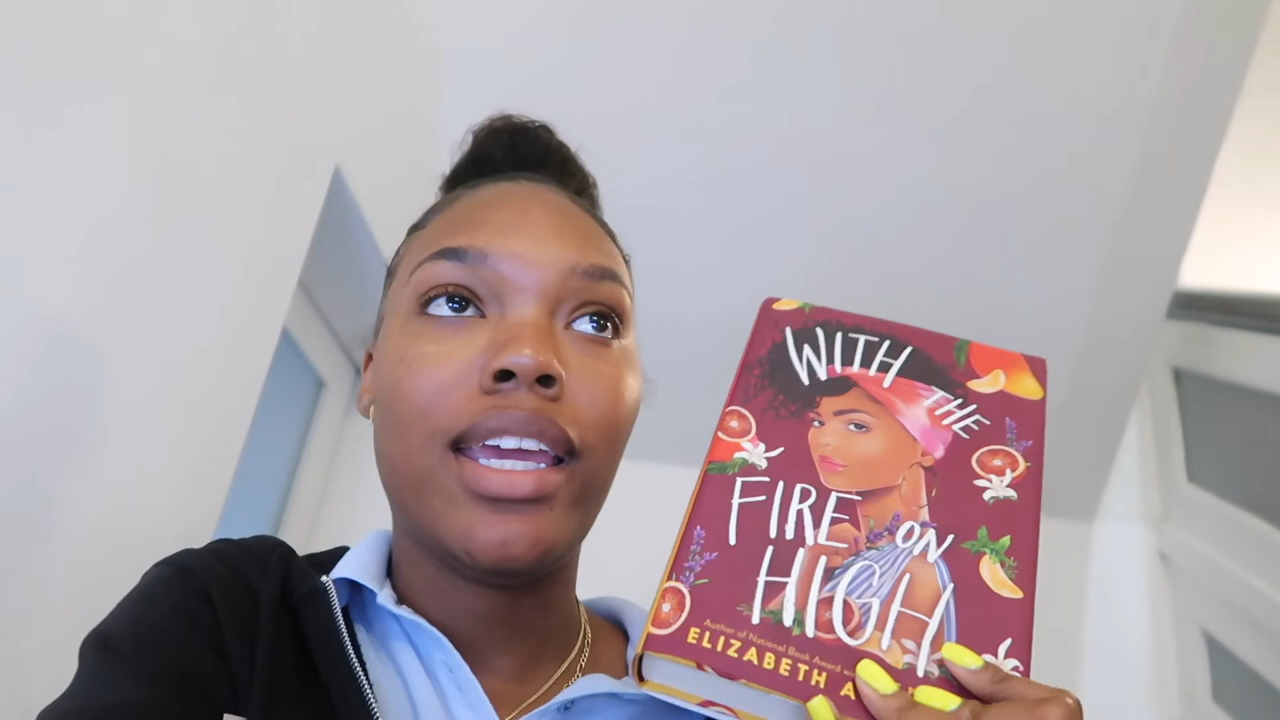 WITH THE
FIRE ON
HIGH
Author of National Book Award
ELIZABETH A